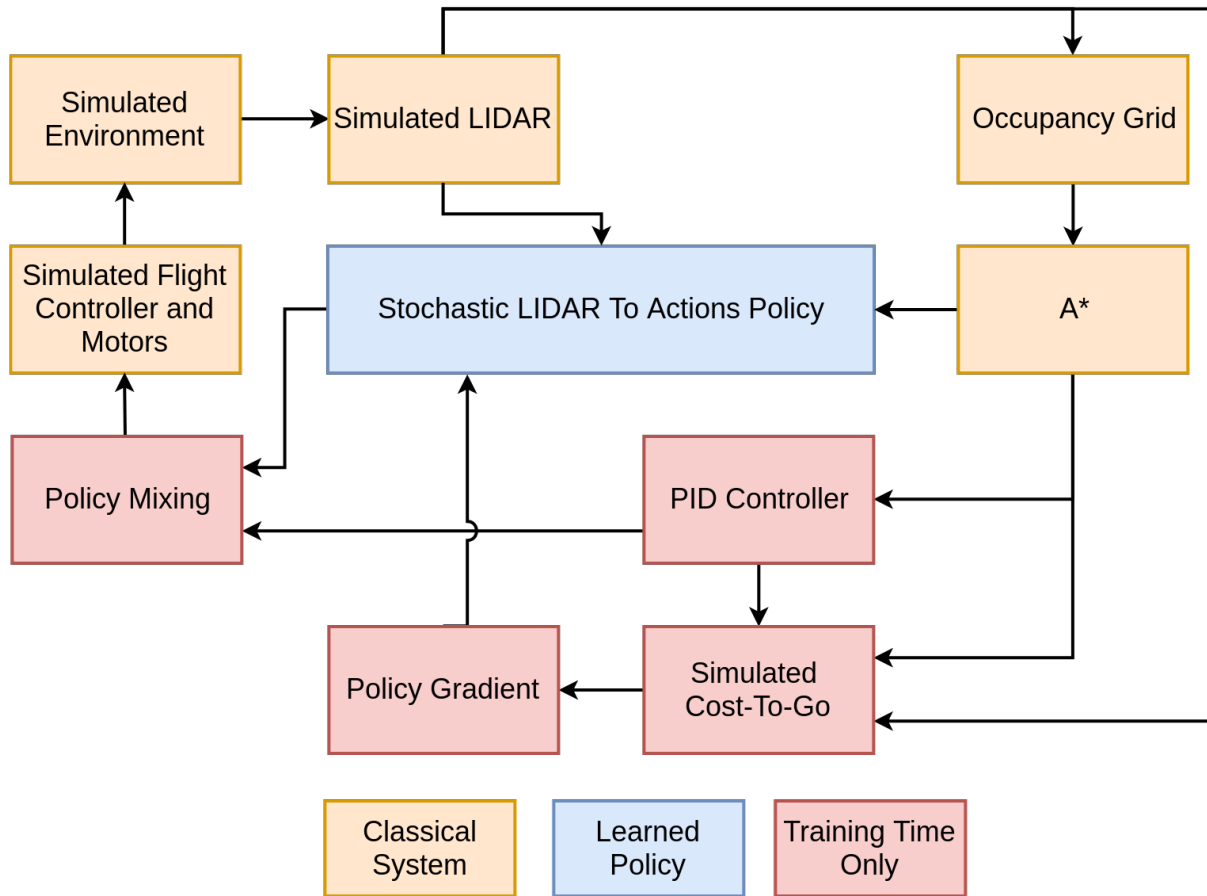 Simulated
Environment
Simulated LIDAR
Occupancy Grid
Simulated Flight
Controller and
Motors
Stochastic LIDAR To Actions Policy
A*
Policy Mixing
PID Controller
Policy Gradient
Simulated
Cost-To-Go
Classical
System
Learned
Policy
Training Time
Only